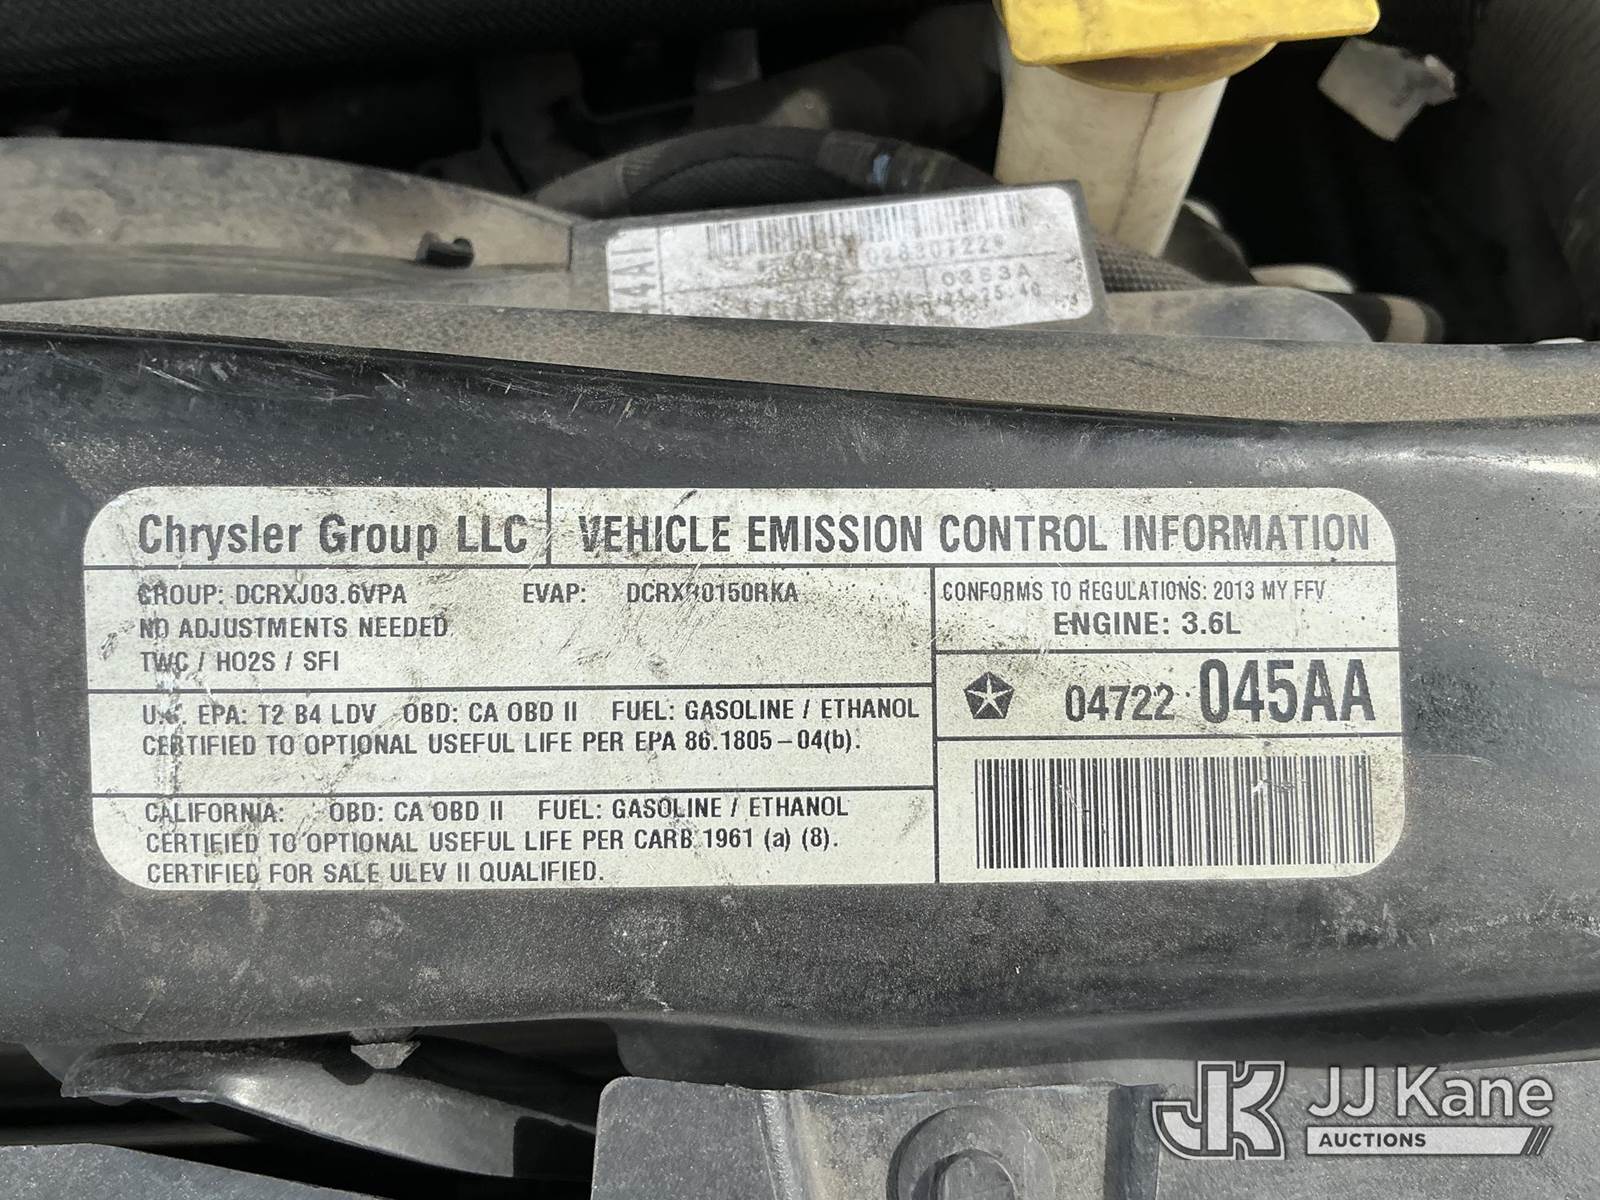 0283A
Chrysler Group LLC VEHICLE EMISSION CONTROL INFORMATION
GROUP: DCRXJ03.6VPA EVAP:
NO ADJUSTMENTS NEEDED
TWC / HO2S / SFI
CONFORMS TO REGULATIONS: 2013 MY FFV
ENGINE: 3.6L
04722 045AA
U.S. EPA: T2 B4 LDV OBD: CA OBD II FUEL: GASOLINE / ETHANOL
CERTIFIED TO OPTIONAL USEFUL LIFE PER EPA 86.1805-04(b).
CALIFORNIA: OBD: CA OBD II FUEL: GASOLINE / ETHANOL
CERTIFIED TO OPTIONAL USEFUL LIFE PER CARB 1961 (a) (8).
CERTIFIED FOR SALE ULEV II QUALIFIED.
JK JJ Kane
AUCTIONS